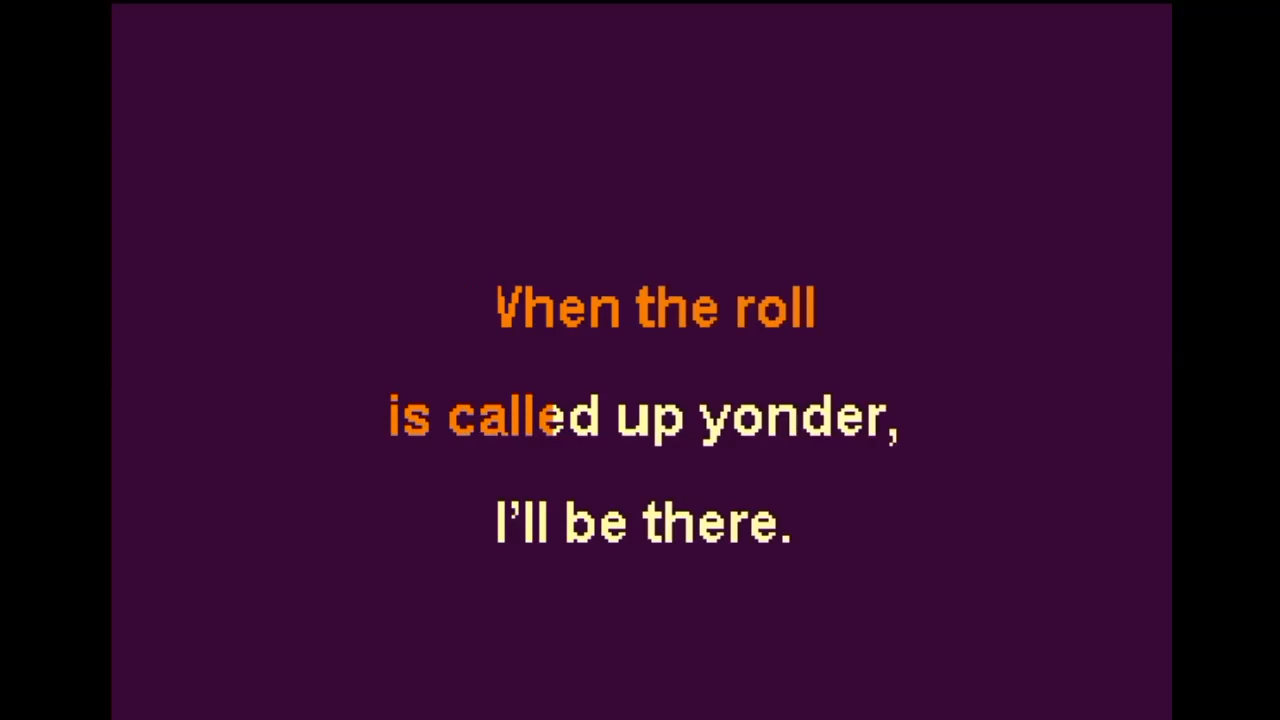 When the roll
is called up yonder,
I'll be there.